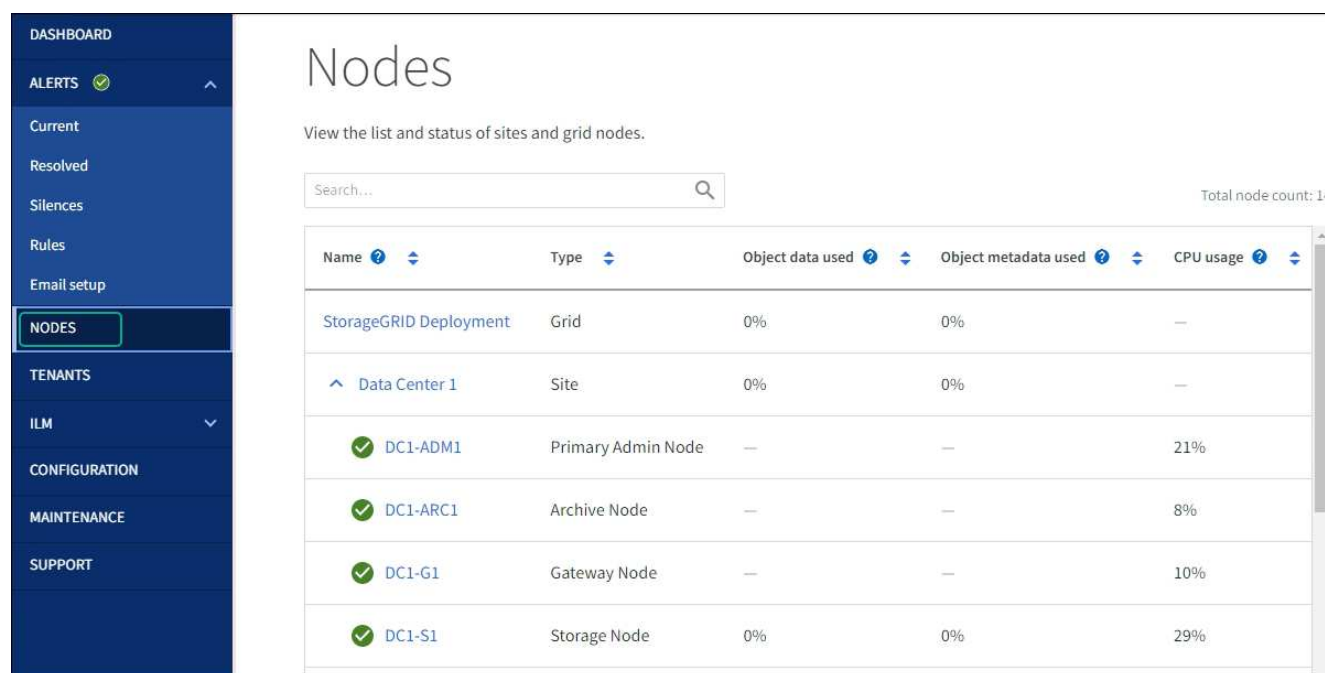 DASHBOARD
ALERTS
Current
Resolved
Silences
Rules
Email setup
NODES
TENANTS
ILM
CONFIGURATION
MAINTENANCE
SUPPORT
Nodes
View the list and status of sites and grid nodes.
Search...
Total node count:
Name Type Object data used Object metadata used CPU usage
StorageGRID Deployment Grid 0% 0% —
Data Center 1 Site 0% 0% —
DC1-ADM1 Primary Admin Node — — 21%
DC1-ARC1 Archive Node — — 8%
DC1-G1 Gateway Node — — 10%
DC1-S1 Storage Node 0% 0% 29%